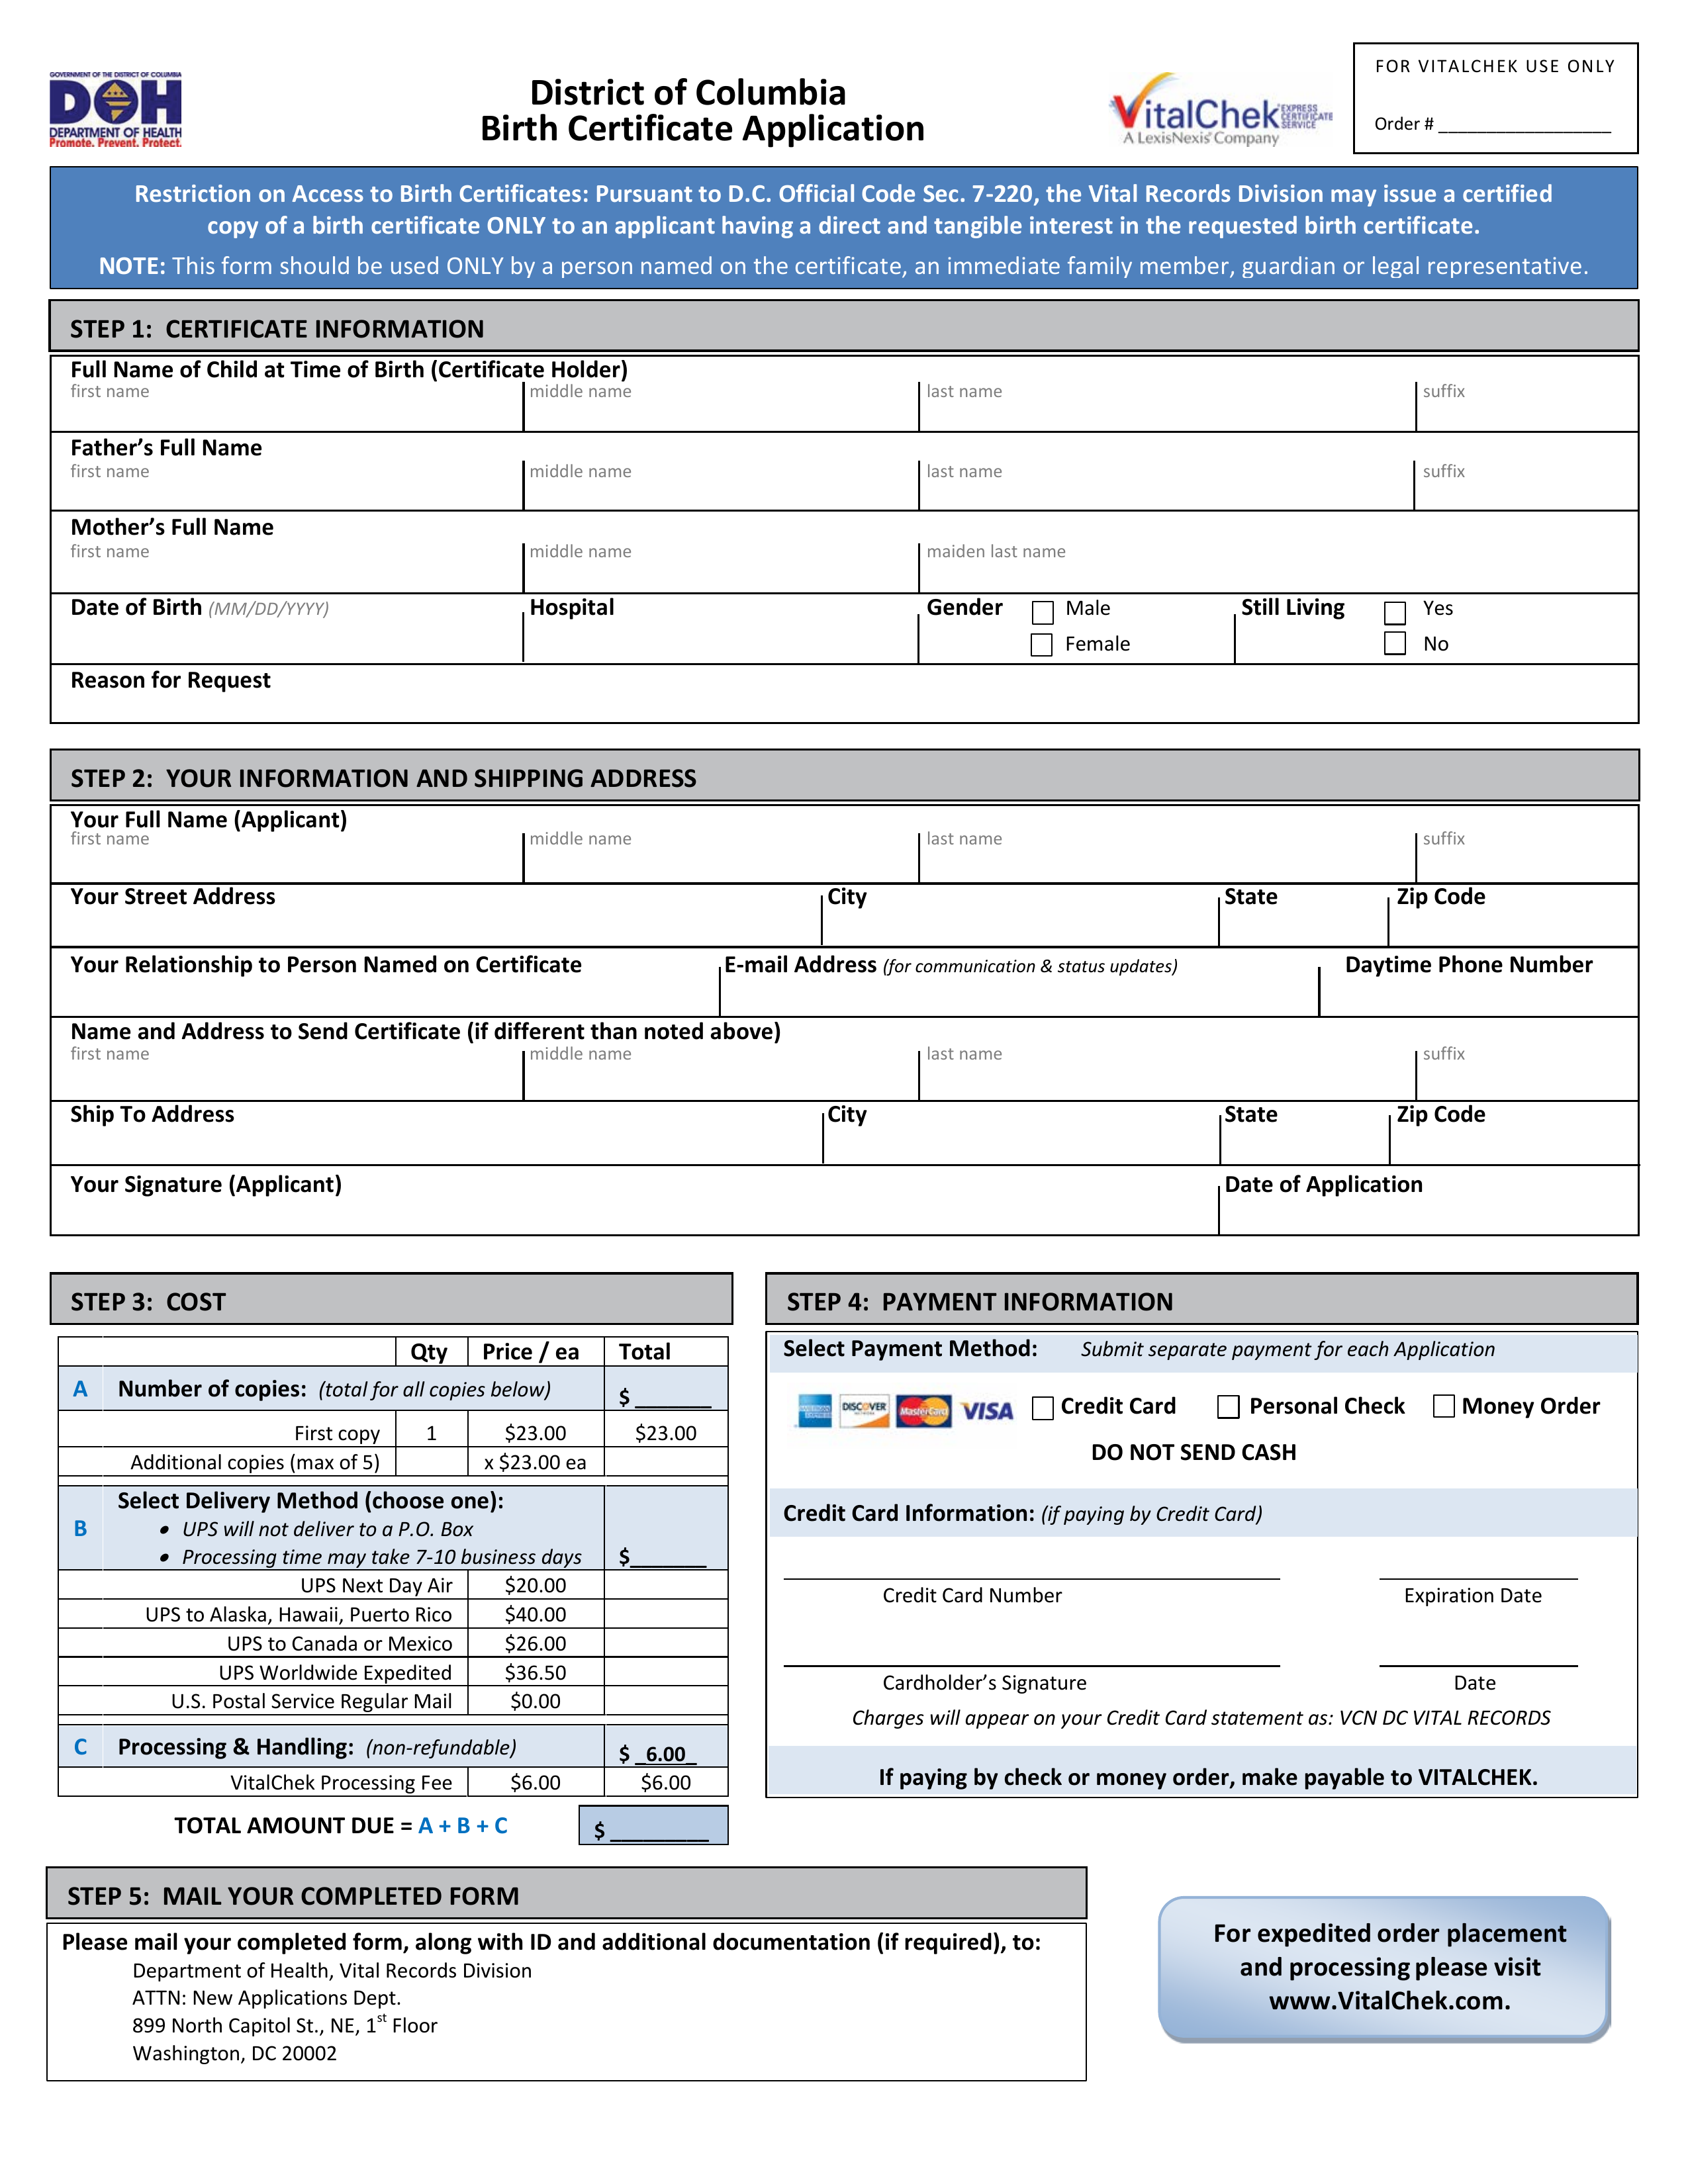 GOVERNMENT OF THE DISTRICT OF COLUMBIA
DOH
DEPARTMENT OF HEALTH
Promote. Prevent. Protect.
District of Columbia
Birth Certificate Application
VitalChek EXPRESS CERTIFICATE SERVICE
A LexisNexis® Company
FOR VITALCHEK USE ONLY
Order # __________________
Restriction on Access to Birth Certificates: Pursuant to D.C. Official Code Sec. 7-220, the Vital Records Division may issue a certified
copy of a birth certificate ONLY to an applicant having a direct and tangible interest in the requested birth certificate.
NOTE: This form should be used ONLY by a person named on the certificate, an immediate family member, guardian or legal representative.
STEP 1: CERTIFICATE INFORMATION
Full Name of Child at Time of Birth (Certificate Holder)
first name middle name last name suffix
Father’s Full Name
first name middle name last name suffix
Mother’s Full Name
first name middle name maiden last name
Date of Birth (MM/DD/YYYY) Hospital Gender Male Still Living Yes
Female No
Reason for Request
STEP 2: YOUR INFORMATION AND SHIPPING ADDRESS
Your Full Name (Applicant)
first name middle name last name suffix
Your Street Address City State Zip Code
Your Relationship to Person Named on Certificate E-mail Address (for communication & status updates) Daytime Phone Number
Name and Address to Send Certificate (if different than noted above)
first name middle name last name suffix
Ship To Address City State Zip Code
Your Signature (Applicant) Date of Application
STEP 3: COST
Qty Price / ea Total
A Number of copies: (total for all copies below) $ _______
First copy 1 $23.00 $23.00
Additional copies (max of 5) x $23.00 ea
B Select Delivery Method (choose one):
• UPS will not deliver to a P.O. Box
• Processing time may take 7-10 business days $_______
UPS Next Day Air $20.00
UPS to Alaska, Hawaii, Puerto Rico $40.00
UPS to Canada or Mexico $26.00
UPS Worldwide Expedited $36.50
U.S. Postal Service Regular Mail $0.00
C Processing & Handling: (non-refundable) $ _6.00_
VitalChek Processing Fee $6.00 $6.00
TOTAL AMOUNT DUE = A + B + C $ _________
STEP 4: PAYMENT INFORMATION
Select Payment Method: Submit separate payment for each Application
AMERICAN EXPRESS DISCOVER MasterCard VISA Credit Card Personal Check Money Order
DO NOT SEND CASH
Credit Card Information: (if paying by Credit Card)
Credit Card Number Expiration Date
Cardholder’s Signature Date
Charges will appear on your Credit Card statement as: VCN DC VITAL RECORDS
If paying by check or money order, make payable to VITALCHEK.
STEP 5: MAIL YOUR COMPLETED FORM
Please mail your completed form, along with ID and additional documentation (if required), to:
Department of Health, Vital Records Division
ATTN: New Applications Dept.
899 North Capitol St., NE, 1st Floor
Washington, DC 20002
For expedited order placement
and processing please visit
www.VitalChek.com.